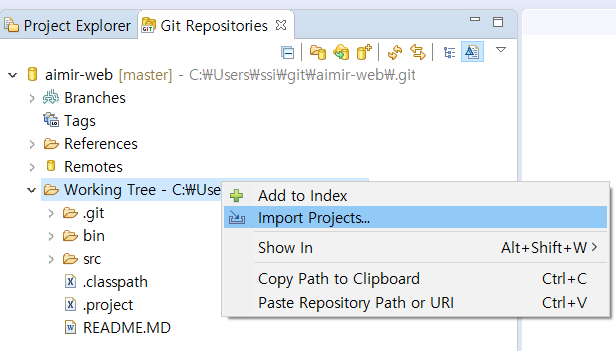 Project Explorer
Git Repositories
aimir-web [master] - C:₩Users₩ssi₩git₩aimir-web₩.git
Branches
Tags
References
Remotes
Working Tree - C:₩Use
.git
bin
src
.classpath
.project
README.MD
Add to Index
Import Projects...
Show In Alt+Shift+W >
Copy Path to Clipboard Ctrl+C
Paste Repository Path or URI Ctrl+V